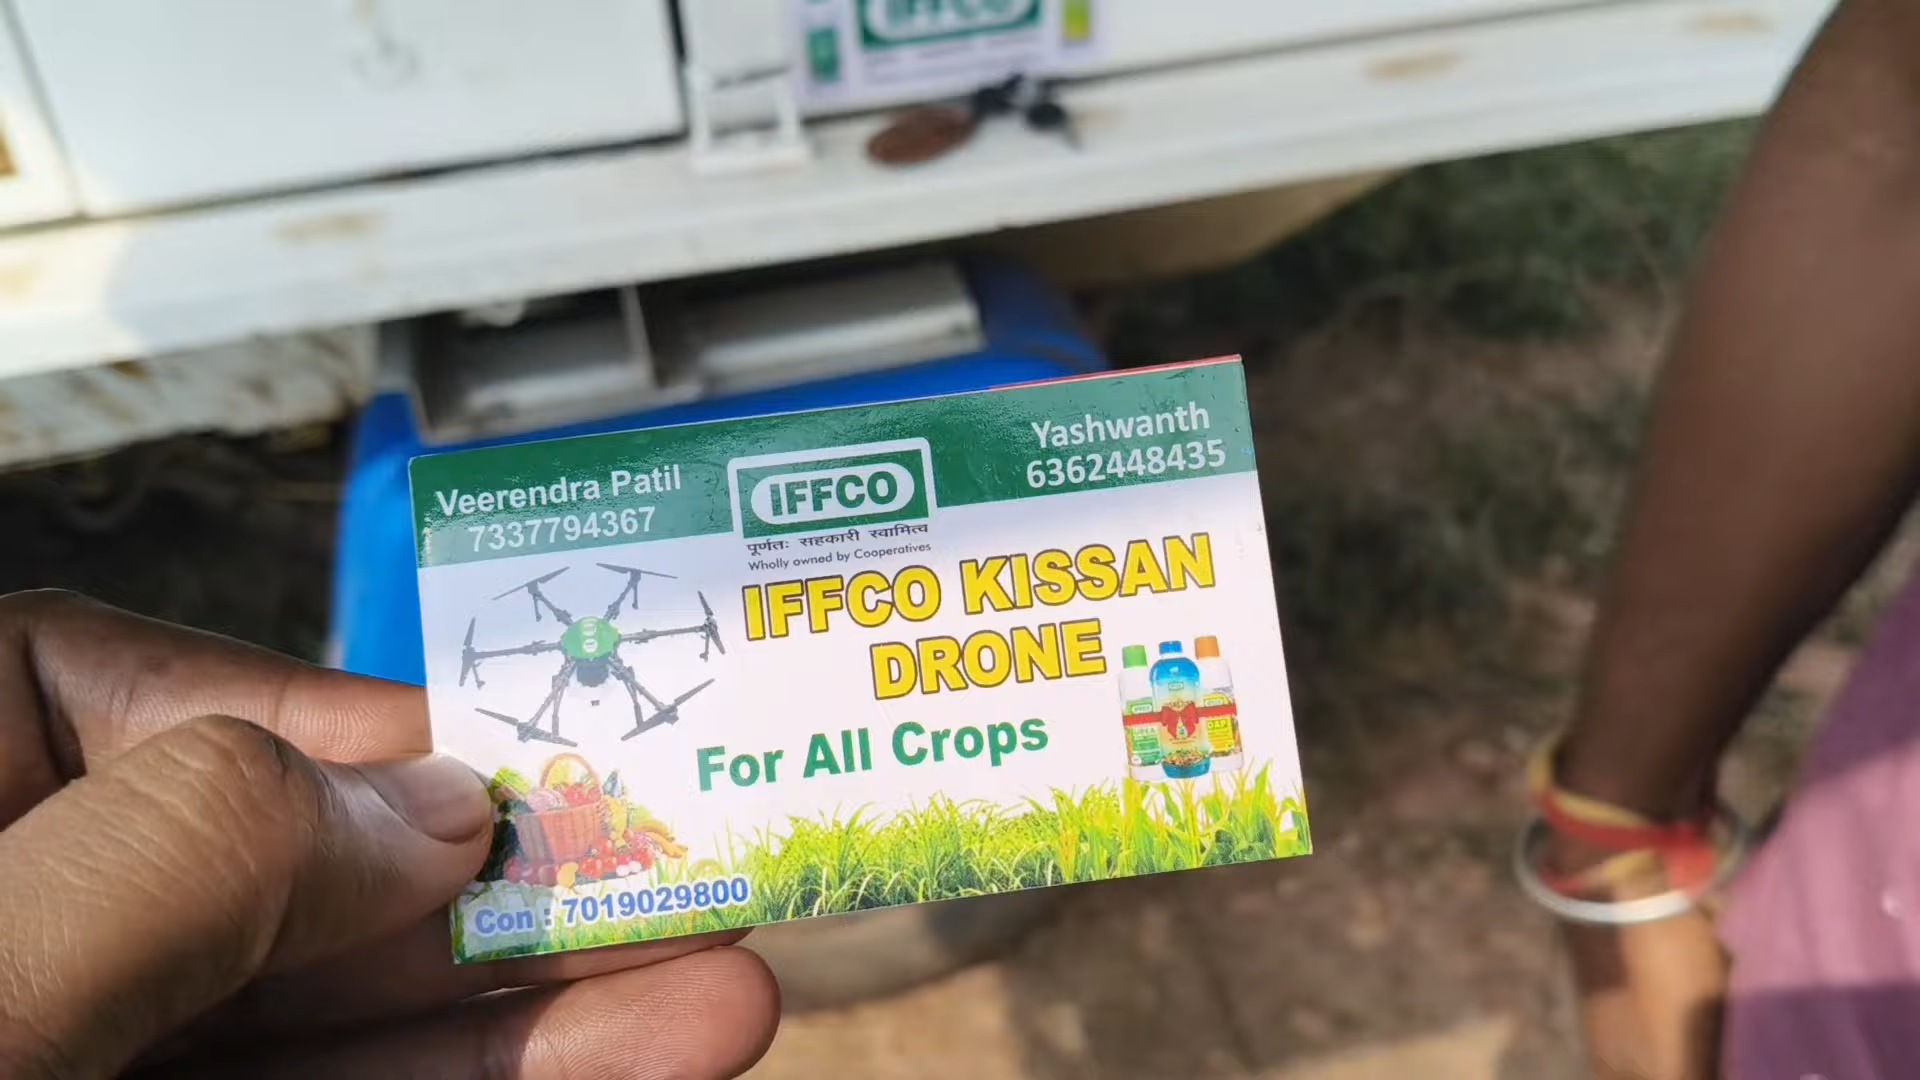 IFFCO
Veerendra Patil
7337794367
Yashwanth
6362448435
IFFCO
पूर्णतः सहकारी स्वामित्व
Wholly owned by Cooperatives
IFFCO KISSAN
DRONE
For All Crops
Con : 7019029800